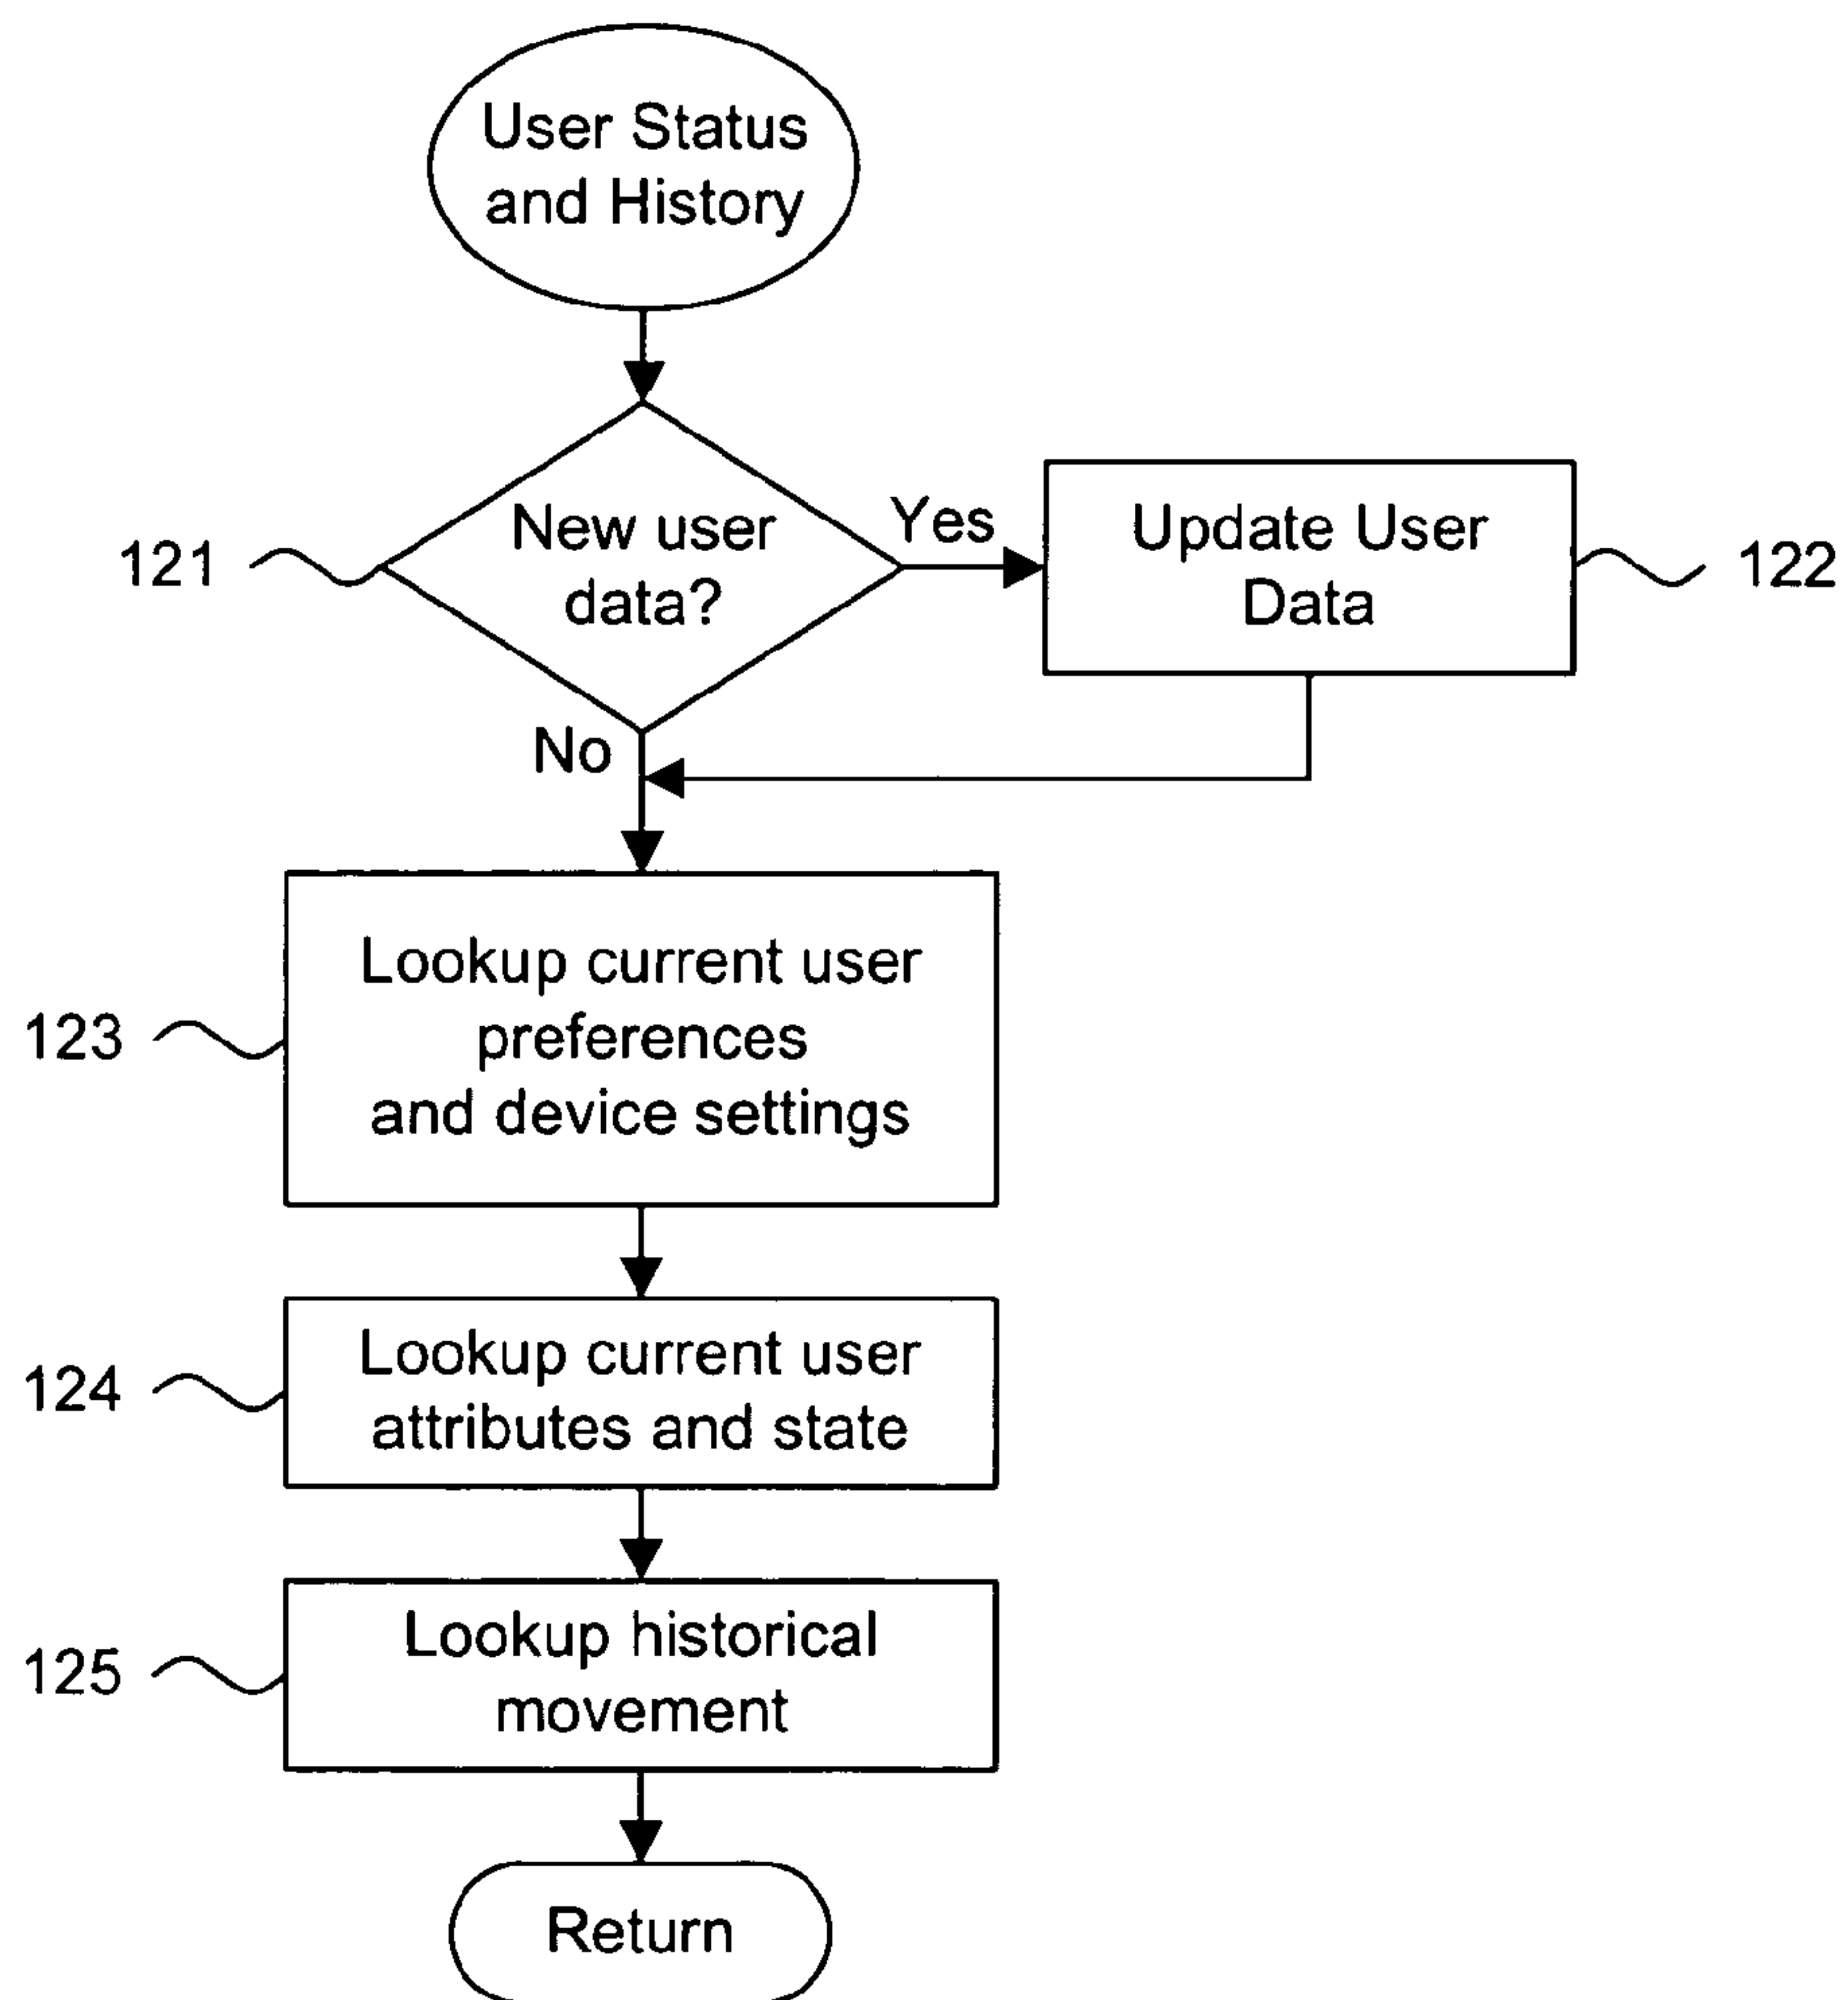 User Status
and History
121
New user
data?
Yes
Update User
Data
122
No
123
Lookup current user
preferences
and device settings
124
Lookup current user
attributes and state
125
Lookup historical
movement
Return